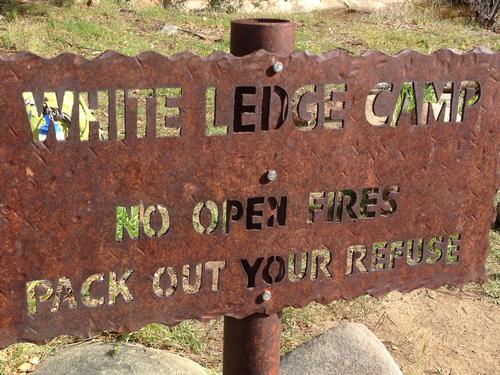 WHITE LEDGE CAMP
NO OPEN FIRES
PACK OUT YOUR REFUSE